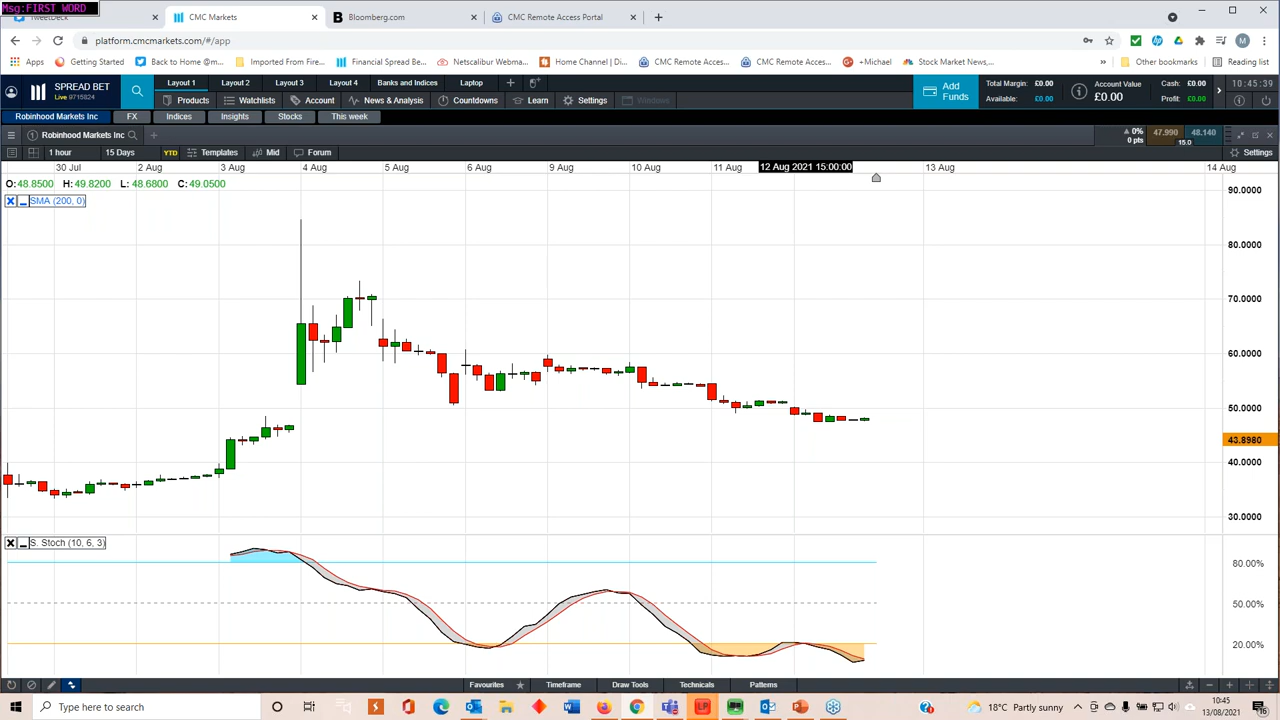 Msg:FIRST WORD
TweetDeck
CMC Markets
Bloomberg.com
CMC Remote Access Portal
platform.cmcmarkets.com/#/app
M
Apps
Getting Started
Back to Home @tm...
Imported From Fire...
Financial Spread Be...
Netscalibur Webma...
Home Channel | Di...
CMC Remote Acces...
CMC Remote Acces...
+Michael
Stock Market News,...
»
Other bookmarks
Reading list
SPREAD BET
Live 9715824
Layout 1
Layout 2
Layout 3
Layout 4
Banks and Indices
Laptop
Products
Watchlists
Account
News & Analysis
Countdowns
Learn
Settings
Windows
Add Funds
Total Margin: £0.00
Available: £0.00
Account Value
£0.00
Cash: £0.00
Profit: £0.00
10:45:39
Robinhood Markets Inc
FX
Indices
Insights
Stocks
This week
Robinhood Markets Inc
0%
0 pts
47.990
48.140
15.0
1 hour
15 Days
YTD
Templates
Mid
Forum
Settings
30 Jul
2 Aug
3 Aug
4 Aug
5 Aug
6 Aug
9 Aug
10 Aug
11 Aug
12 Aug 2021 15:00:00
13 Aug
14 Aug
O:48.8500 H: 49.8200 L: 48.6800 C: 49.0500
SMA (200, 0)
90.0000
80.0000
70.0000
60.0000
50.0000
43.8980
40.0000
30.0000
S. Stoch (10, 6, 3)
80.00%
50.00%
20.00%
Favourites
Timeframe
Draw Tools
Technicals
Patterns
Type here to search
18°C Partly sunny
10:45
13/08/2021